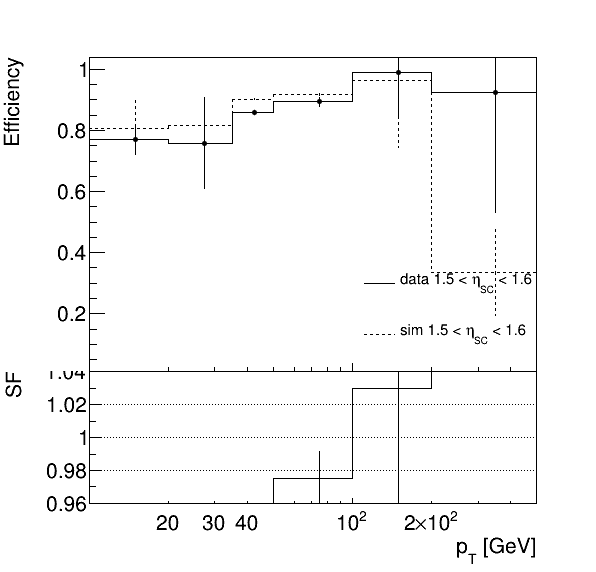 Efficiency
1
0.8
0.6
0.4
0.2
data 1.5 < η_SC < 1.6
sim 1.5 < η_SC < 1.6
SF
1.04
1.02
1
0.98
0.96
20 30 40 10² 2×10²
p_T [GeV]